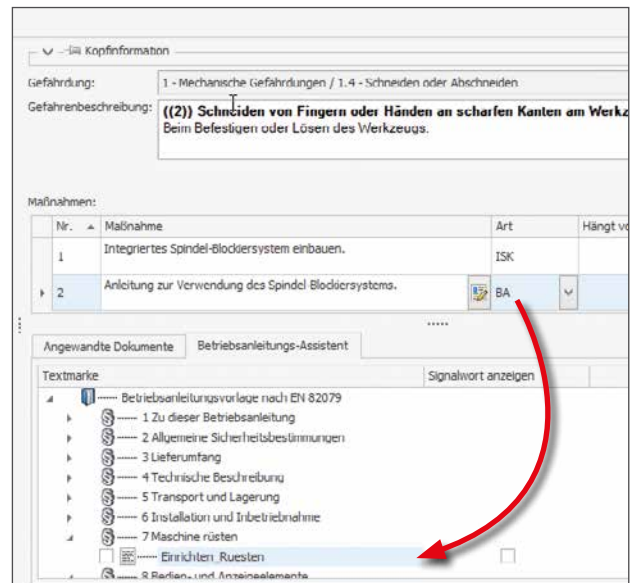 Kopfinformation
Gefährdung: 1 - Mechanische Gefährdungen / 1.4 - Schneiden oder Abschneiden
Gefahrenbeschreibung: ((2)) Schneiden von Fingern oder Händen an scharfen Kanten am Werkz
Beim Befestigen oder Lösen des Werkzeugs.
Maßnahmen:
Nr. Maßnahme Art Hängt vo
1 Integriertes Spindel-Blockiersystem einbauen. ISK
2 Anleitung zur Verwendung des Spindel-Blockiersystems. BA
Angewandte Dokumente Betriebsanleitungs-Assistent
Textmarke Signalwort anzeigen
Betriebsanleitungsvorlage nach EN 82079
1 Zu dieser Betriebsanleitung
2 Allgemeine Sicherheitsbestimmungen
3 Lieferumfang
4 Technische Beschreibung
5 Transport und Lagerung
6 Installation und Inbetriebnahme
7 Maschine rüsten
Einrichten_Ruesten
8 Bedien- und Anzeigeelemente